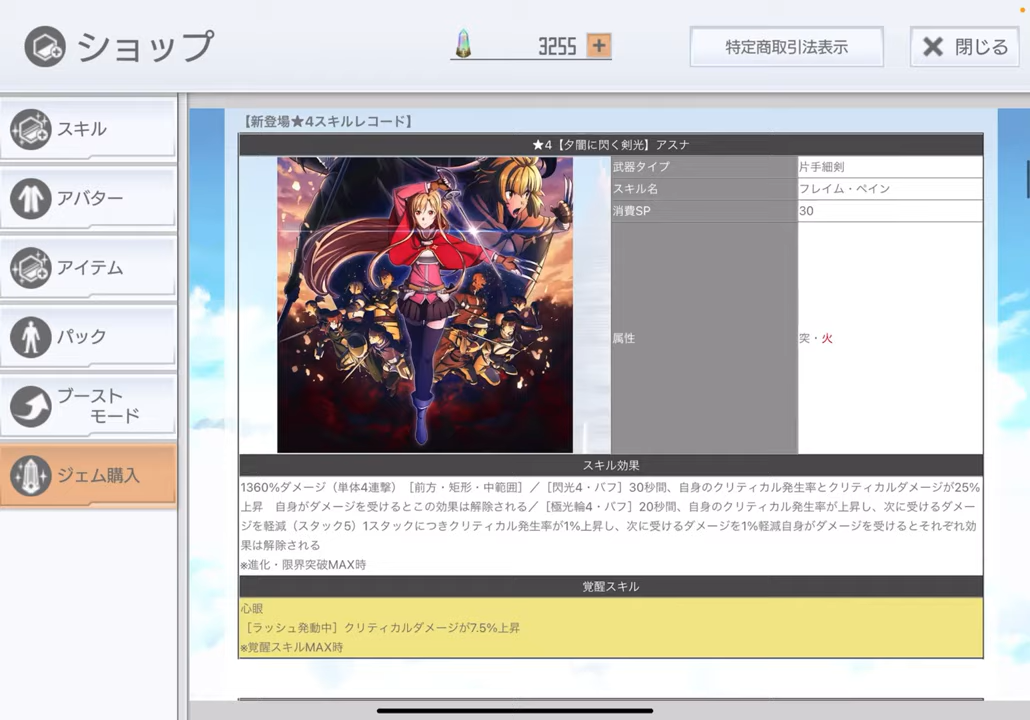 ショップ
3255
特定商取引法表示
閉じる
スキル
アバター
アイテム
パック
ブースト
モード
ジェム購入
【新登場★4スキルレコード】
★4【夕闇に閃く剣光】アスナ
武器タイプ 片手細剣
スキル名 フレイム・ペイン
消費SP 30
属性 突・火
スキル効果
1360%ダメージ（単体4連撃）［前方・矩形・中範囲］／［閃光4・バフ］30秒間、自身のクリティカル発生率とクリティカルダメージが25%
上昇　自身がダメージを受けるとこの効果は解除される／［極光輪4・バフ］20秒間、自身のクリティカル発生率が上昇し、次に受けるダメー
ジを軽減（スタック5）1スタックにつきクリティカル発生率が1%上昇し、次に受けるダメージを1%軽減自身がダメージを受けるとそれぞれ効
果は解除される
※進化・限界突破MAX時
覚醒スキル
心眼
［ラッシュ発動中］クリティカルダメージが7.5%上昇
※覚醒スキルMAX時